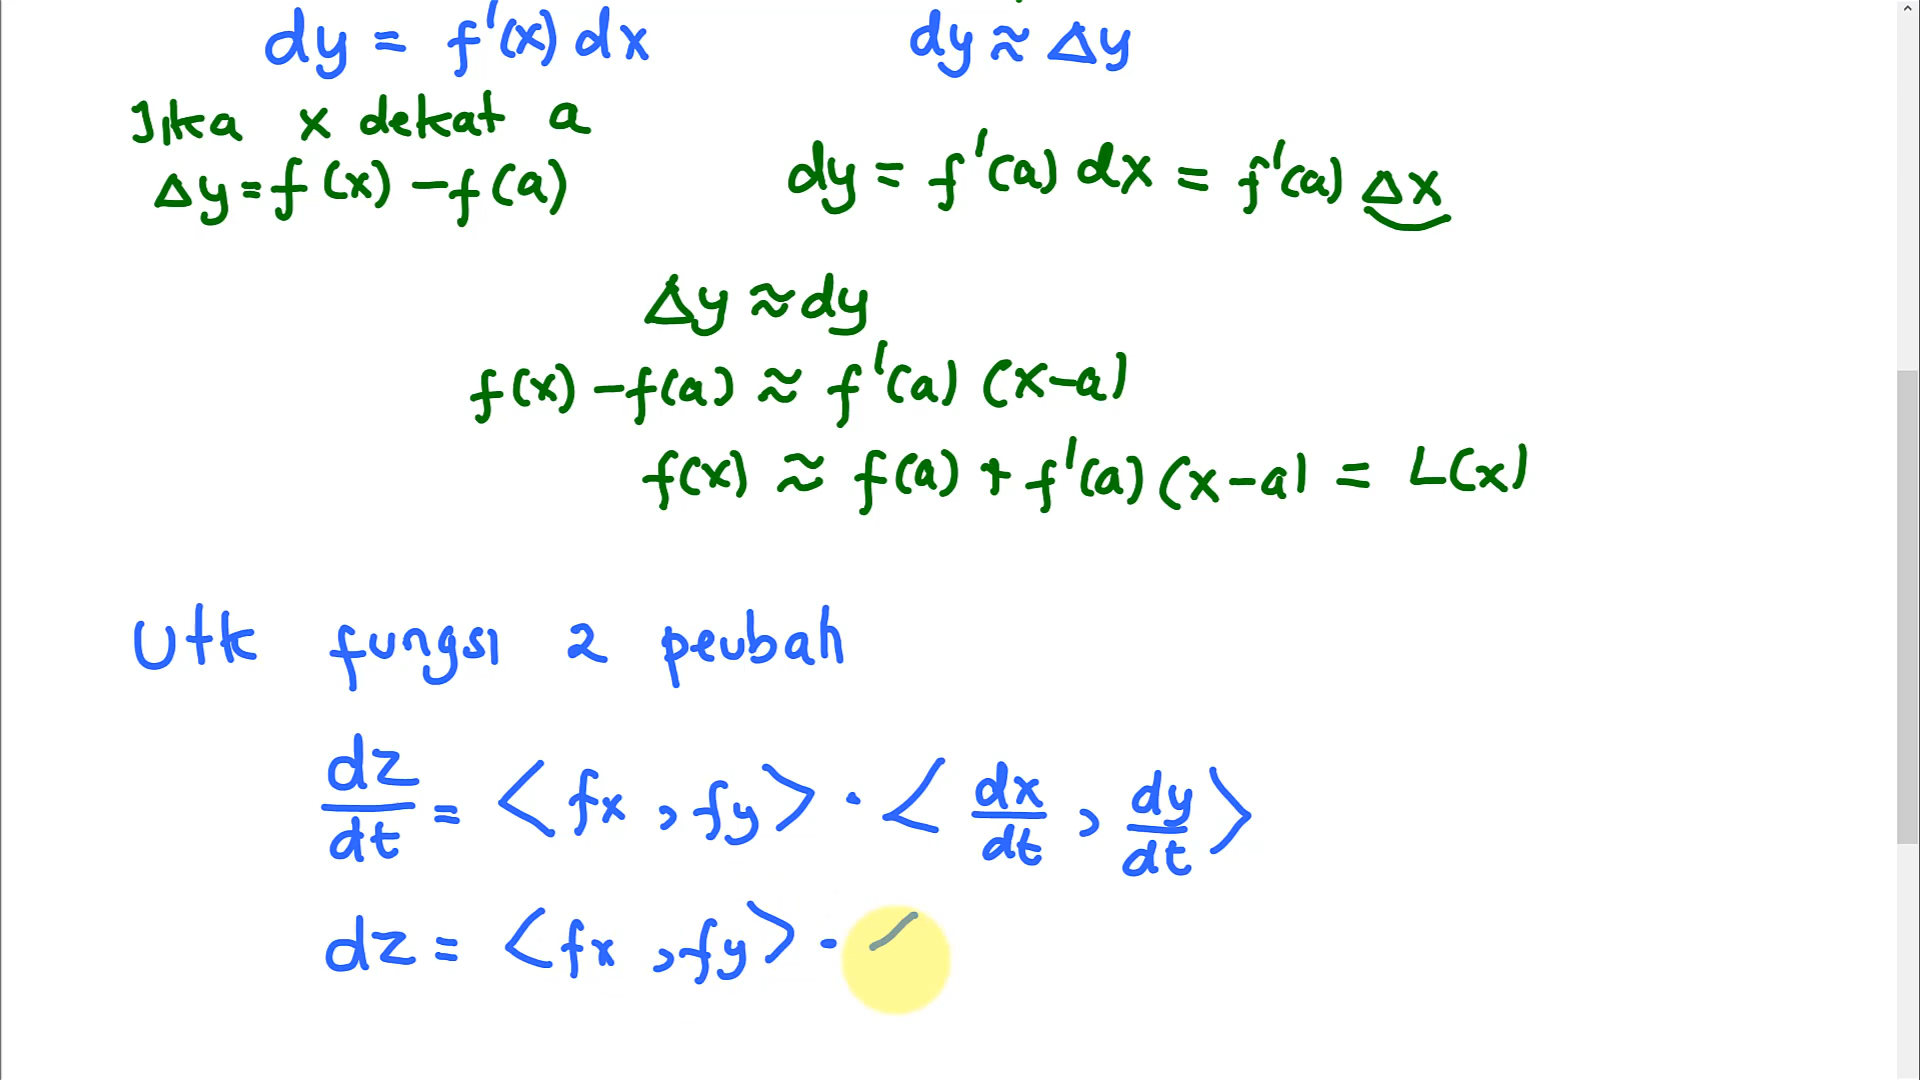 dy = f'(x) dx   dy ≈ Δy
Jika x dekat a
Δy = f(x) − f(a)   dy = f'(a) dx = f'(a) Δx
Δy ≈ dy
f(x) − f(a) ≈ f'(a) (x−a)
f(x) ≈ f(a) + f'(a) (x−a) = L(x)
Utk fungsi 2 peubah
dz/dt = <fx , fy> · <dx/dt , dy/dt>
dz = <fx , fy> ·